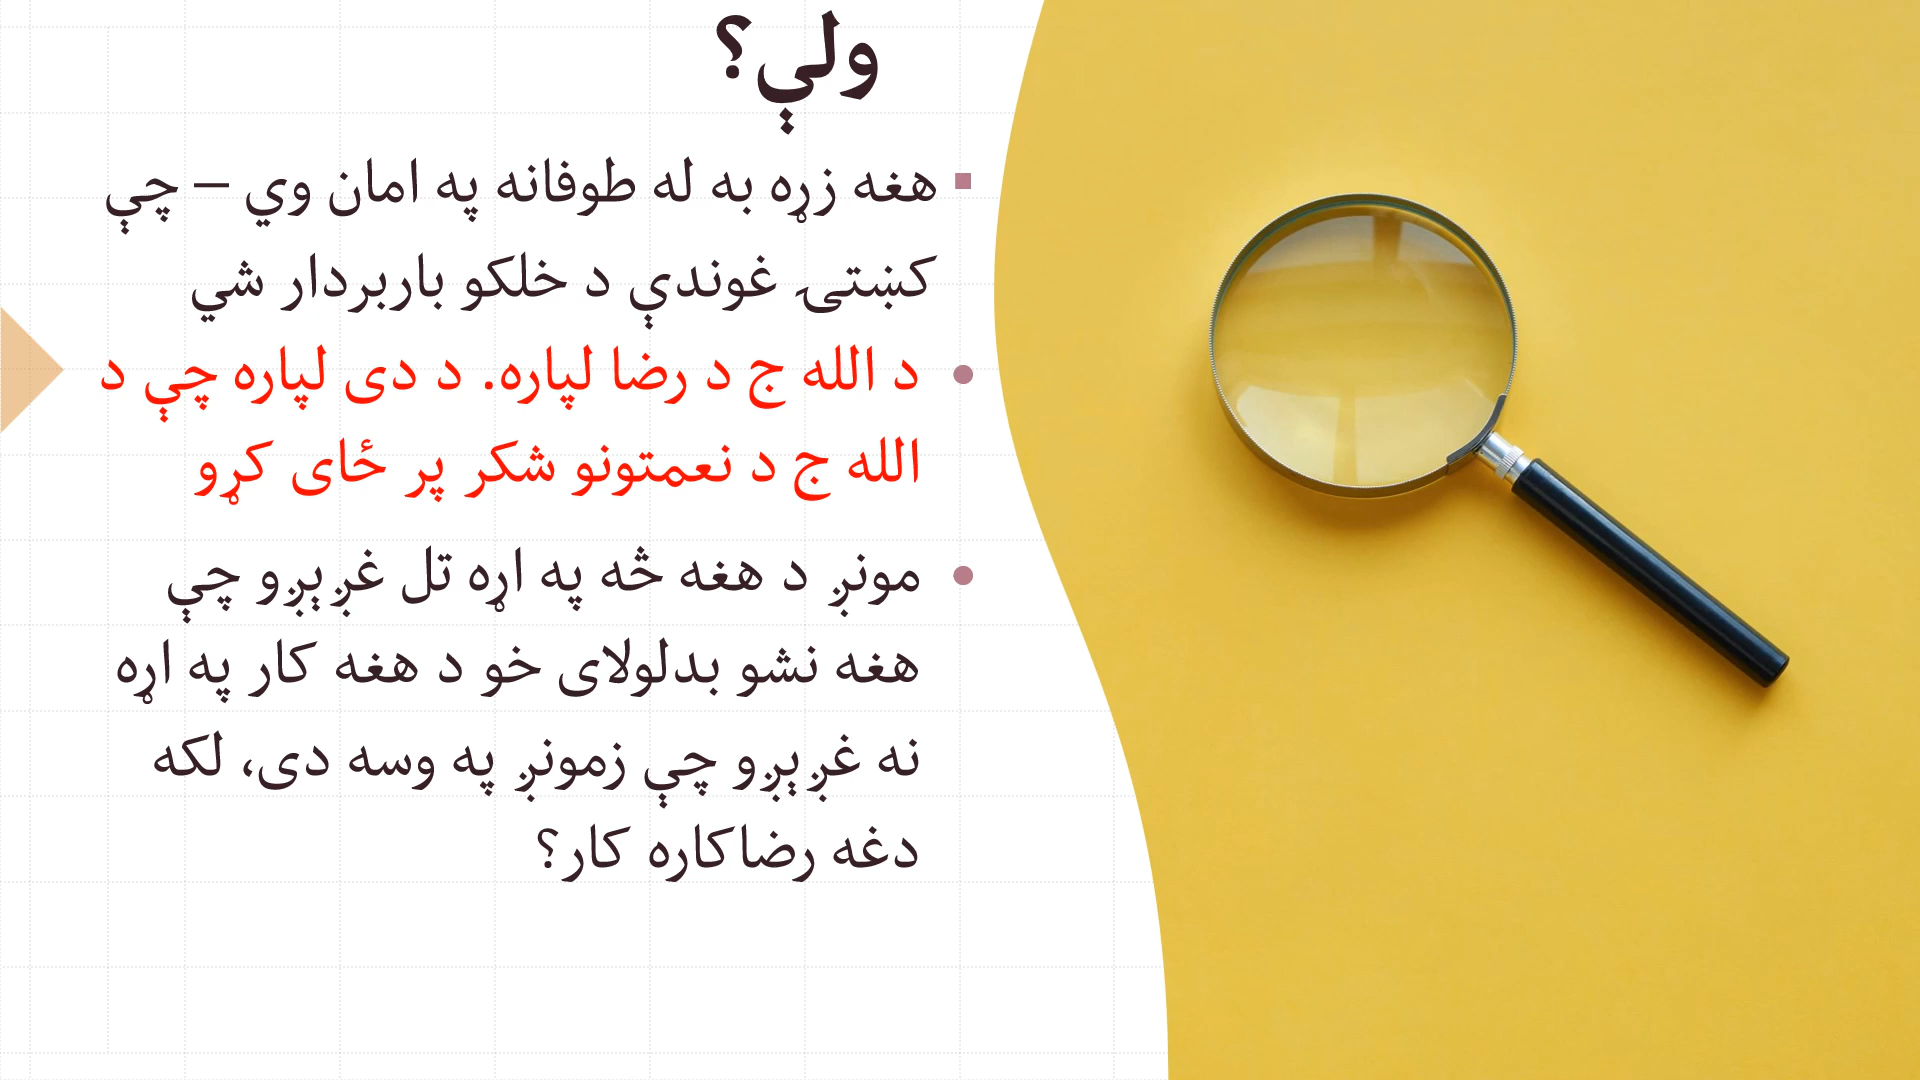 ولې؟
هغه زړه به له طوفانه په امان وي – چې
کښتۍ غوندې د خلکو باربردار شي
د الله ج د رضا لپاره. د دی لپاره چې د
الله ج د نعمتونو شکر پر ځای کړو
مونږ د هغه څه په اړه تل غږېږو چې
هغه نشو بدلولای خو د هغه کار په اړه
نه غږېږو چې زمونږ په وسه دی، لکه
دغه رضاکاره کار؟